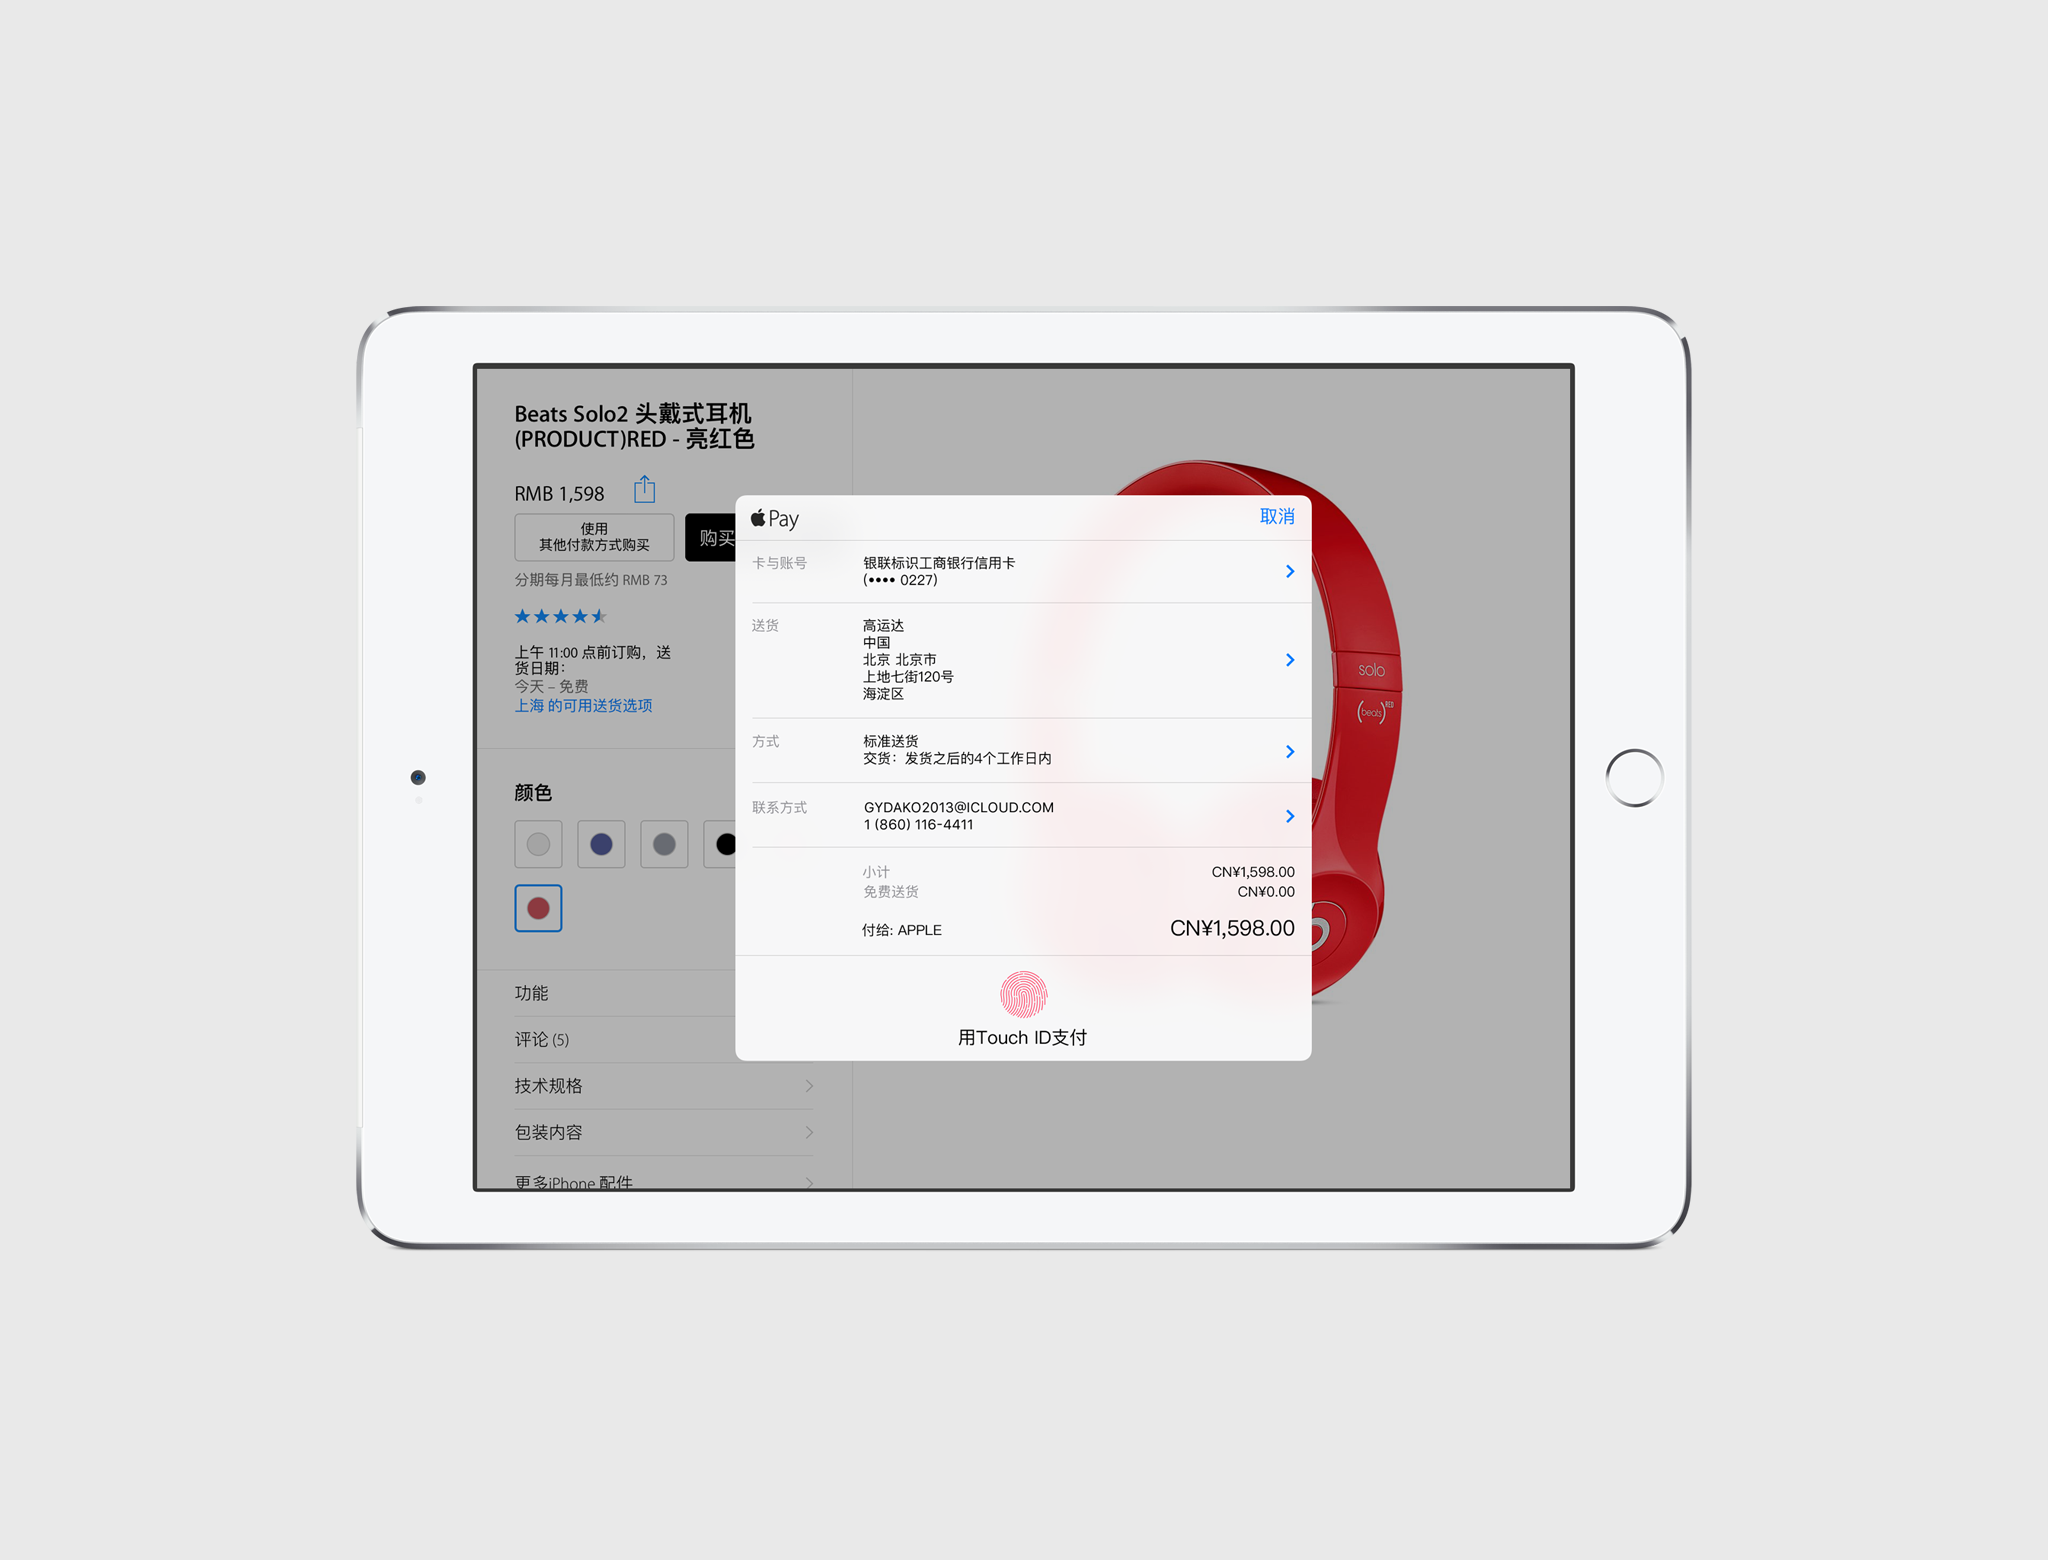 Beats Solo2 头戴式耳机
(PRODUCT)RED - 亮红色
RMB 1,598
使用
其他付款方式购买
购买
分期每月最低约 RMB 73
上午 11:00 点前订购，送
货日期：
今天 – 免费
上海 的可用送货选项
颜色
功能
评论 (5)
技术规格
包装内容
更多iPhone 配件
Pay
取消
卡与账号
银联标识工商银行信用卡
(•••• 0227)
送货
高运达
中国
北京 北京市
上地七街120号
海淀区
方式
标准送货
交货：发货之后的4个工作日内
联系方式
GYDAKO2013@ICLOUD.COM
1 (860) 116-4411
小计
CN¥1,598.00
免费送货
CN¥0.00
付给: APPLE
CN¥1,598.00
用Touch ID支付
solo
(beats)RED